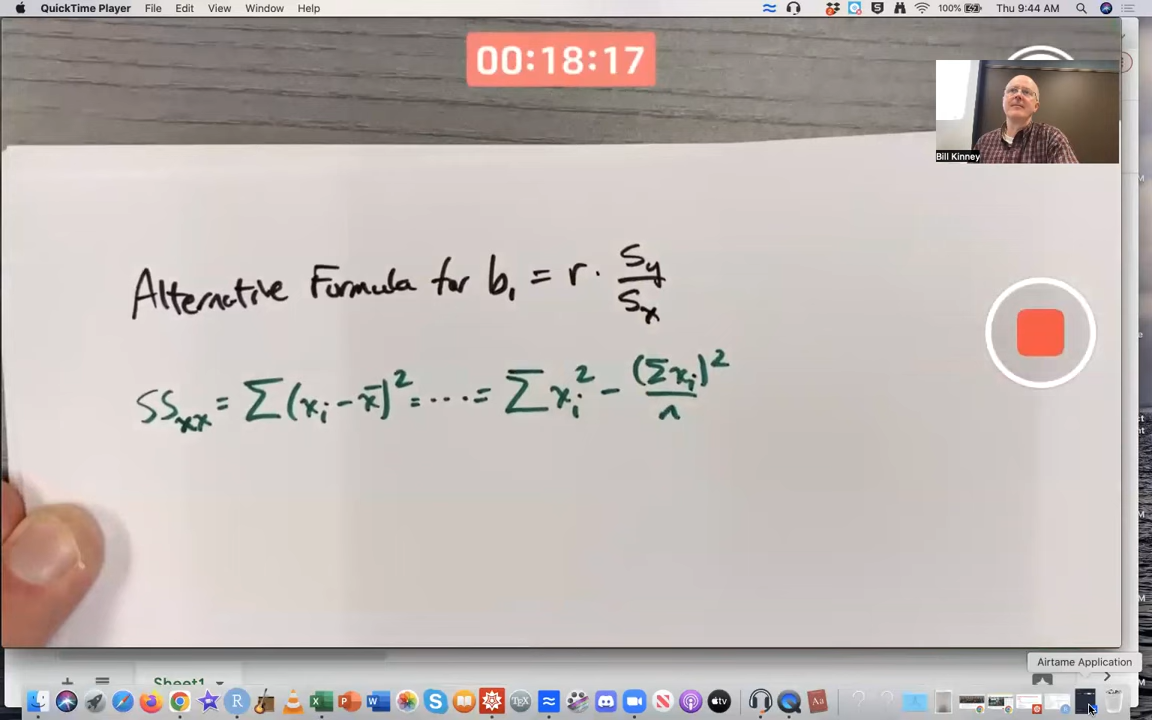 QuickTime Player File Edit View Window Help 100% Thu 9:44 AM
00:18:17
Bill Kinney
Alternative Formula for b₁ = r · Sy/Sx
SSxx = Σ(xᵢ - x̄)² = ··· = Σxᵢ² - (Σxᵢ)²/n
Airtame Application
Sheet1